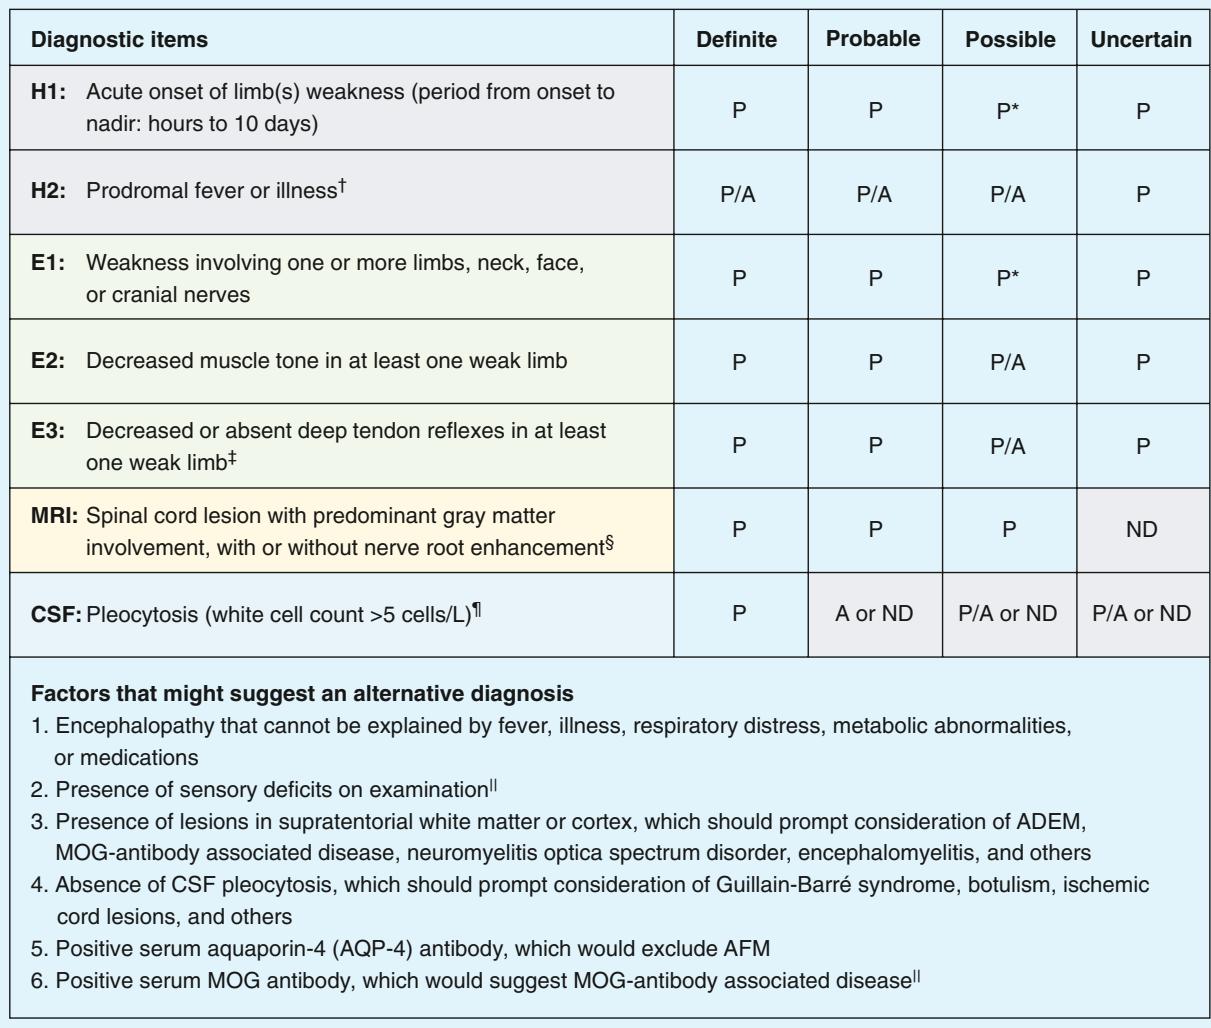 Diagnostic items Definite Probable Possible Uncertain
H1: Acute onset of limb(s) weakness (period from onset to
nadir: hours to 10 days)
P P P* P
H2: Prodromal fever or illness† P/A P/A P/A P
E1: Weakness involving one or more limbs, neck, face,
or cranial nerves
P P P* P
E2: Decreased muscle tone in at least one weak limb P P P/A P
E3: Decreased or absent deep tendon reflexes in at least
one weak limb‡
P P P/A P
MRI: Spinal cord lesion with predominant gray matter
involvement, with or without nerve root enhancement§
P P P ND
CSF: Pleocytosis (white cell count >5 cells/L)¶ P A or ND P/A or ND P/A or ND
Factors that might suggest an alternative diagnosis
1. Encephalopathy that cannot be explained by fever, illness, respiratory distress, metabolic abnormalities,
or medications
2. Presence of sensory deficits on examination||
3. Presence of lesions in supratentorial white matter or cortex, which should prompt consideration of ADEM,
MOG-antibody associated disease, neuromyelitis optica spectrum disorder, encephalomyelitis, and others
4. Absence of CSF pleocytosis, which should prompt consideration of Guillain-Barré syndrome, botulism, ischemic
cord lesions, and others
5. Positive serum aquaporin-4 (AQP-4) antibody, which would exclude AFM
6. Positive serum MOG antibody, which would suggest MOG-antibody associated disease||